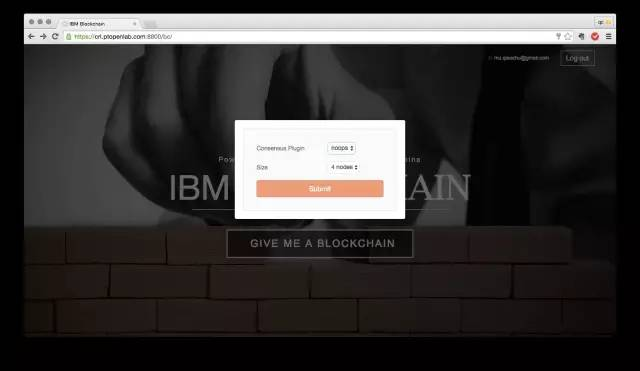 IBM Blockchain
https://crl.ptopenlab.com:8800/bc/
Log out
Consensus Plugin
noops
Size
4 nodes
Submit
IBM
GIVE ME A BLOCKCHAIN